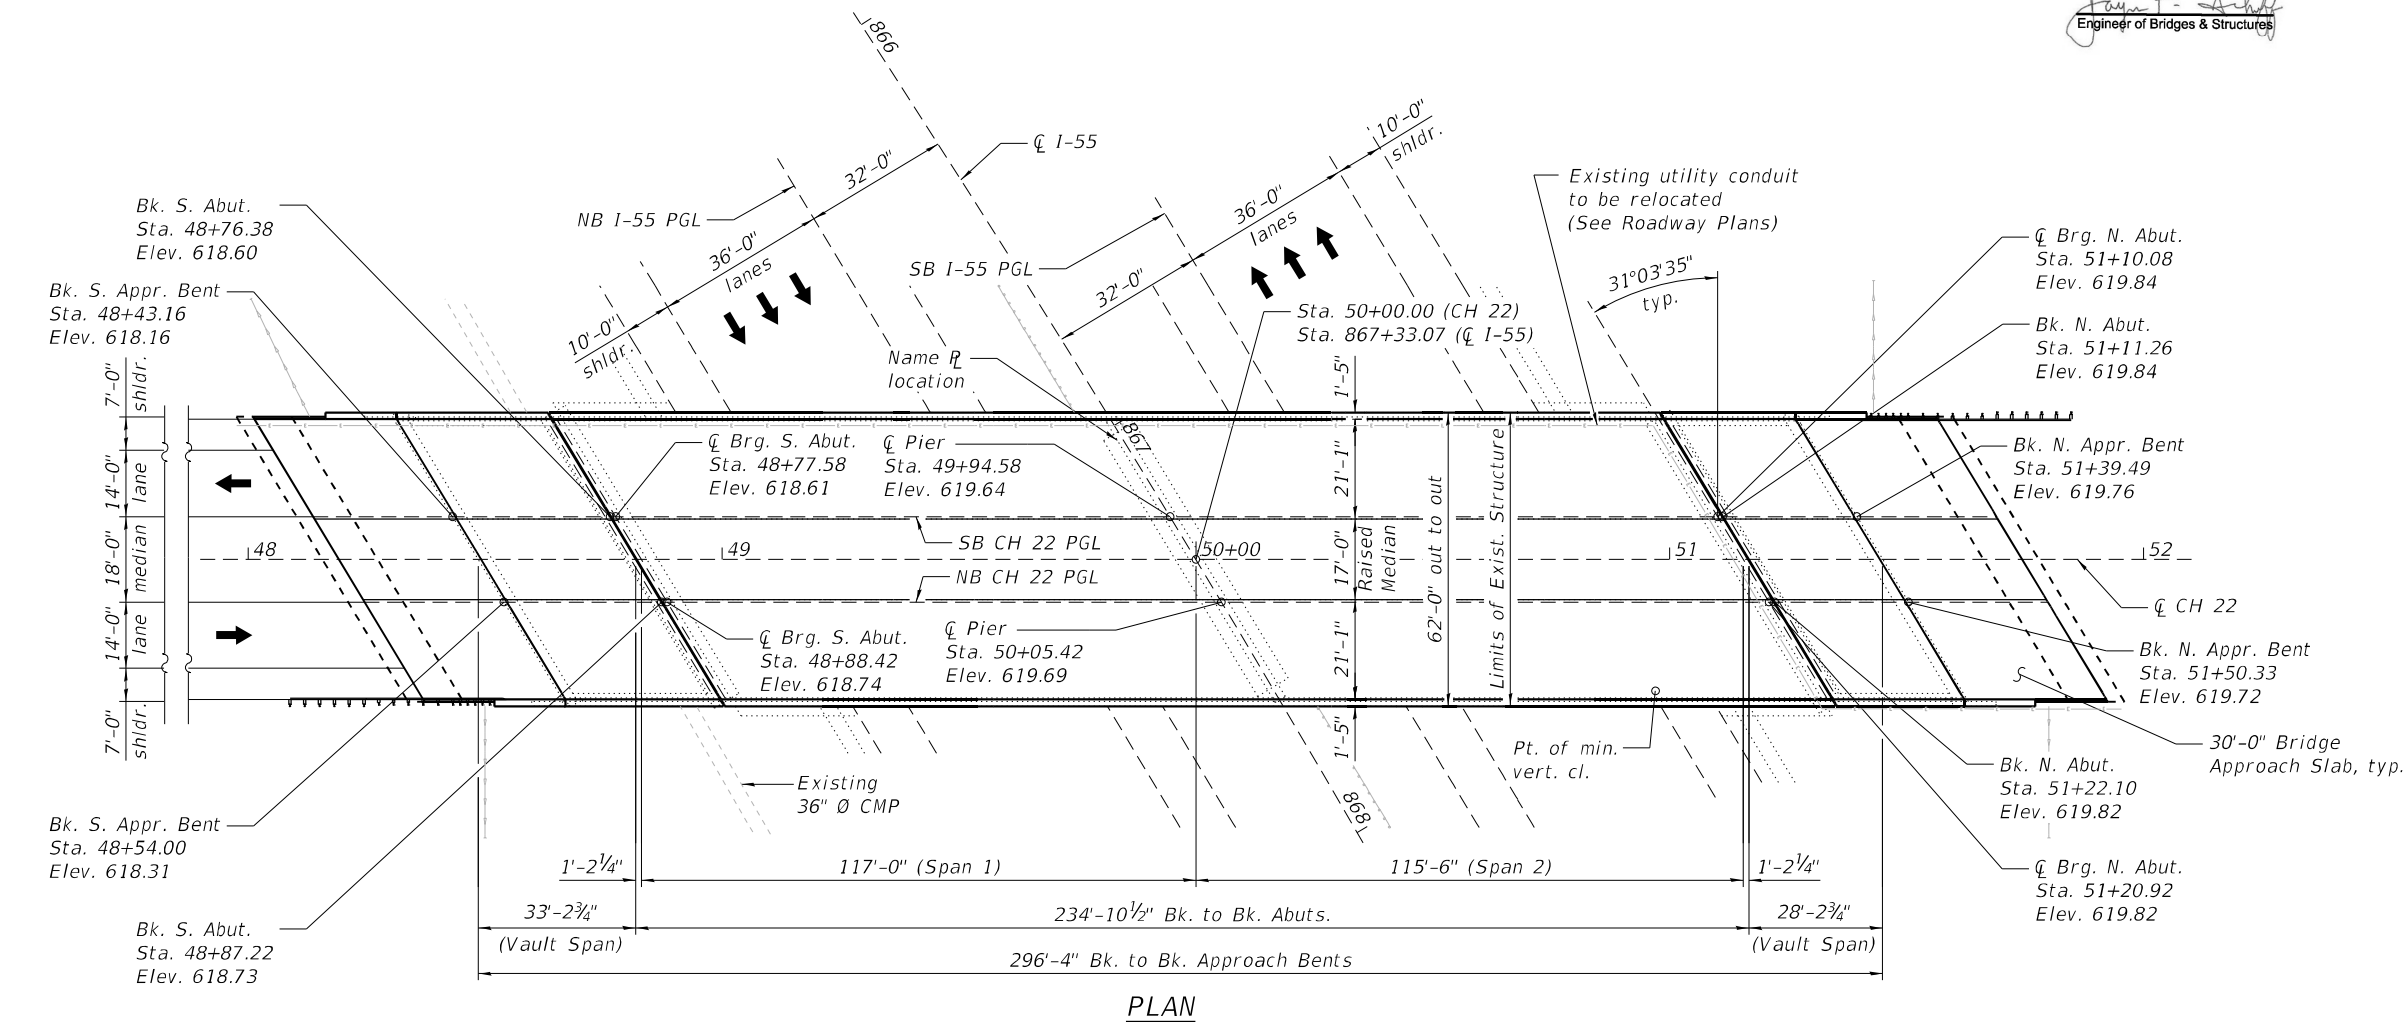 Engineer of Bridges & Structures
866
℄ I-55
10'-0"
shldr.
32'-0"
36'-0"
lanes
NB I-55 PGL
10'-0"
shldr.
SB I-55 PGL
32'-0"
36'-0"
lanes
Existing utility conduit
to be relocated
(See Roadway Plans)
31°03'35"
typ.
Bk. S. Abut.
Sta. 48+76.38
Elev. 618.60
Bk. S. Appr. Bent
Sta. 48+43.16
Elev. 618.16
Sta. 50+00.00 (CH 22)
Sta. 867+33.07 (℄ I-55)
Name ⅊
location
℄ Brg. N. Abut.
Sta. 51+10.08
Elev. 619.84
Bk. N. Abut.
Sta. 51+11.26
Elev. 619.84
Bk. N. Appr. Bent
Sta. 51+39.49
Elev. 619.76
7'-0"
shldr.
14'-0"
lane
18'-0"
median
14'-0"
lane
7'-0"
shldr.
℄ Brg. S. Abut.
Sta. 48+77.58
Elev. 618.61
℄ Pier
Sta. 49+94.58
Elev. 619.64
867
1'-5"
21'-1"
17'-0"
Raised
Median
21'-1"
1'-5"
62'-0" out to out
Limits of Exist. Structure
48
49
50+00
51
52
SB CH 22 PGL
NB CH 22 PGL
℄ CH 22
℄ Brg. S. Abut.
Sta. 48+88.42
Elev. 618.74
℄ Pier
Sta. 50+05.42
Elev. 619.69
Bk. N. Appr. Bent
Sta. 51+50.33
Elev. 619.72
30'-0" Bridge
Approach Slab, typ.
Pt. of min.
vert. cl.
Existing
36" Ø CMP
868
Bk. N. Abut.
Sta. 51+22.10
Elev. 619.82
℄ Brg. N. Abut.
Sta. 51+20.92
Elev. 619.82
Bk. S. Appr. Bent
Sta. 48+54.00
Elev. 618.31
Bk. S. Abut.
Sta. 48+87.22
Elev. 618.73
1'-2¼"
117'-0" (Span 1)
115'-6" (Span 2)
1'-2¼"
33'-2¾"
(Vault Span)
234'-10½" Bk. to Bk. Abuts.
28'-2¾"
(Vault Span)
296'-4" Bk. to Bk. Approach Bents
PLAN